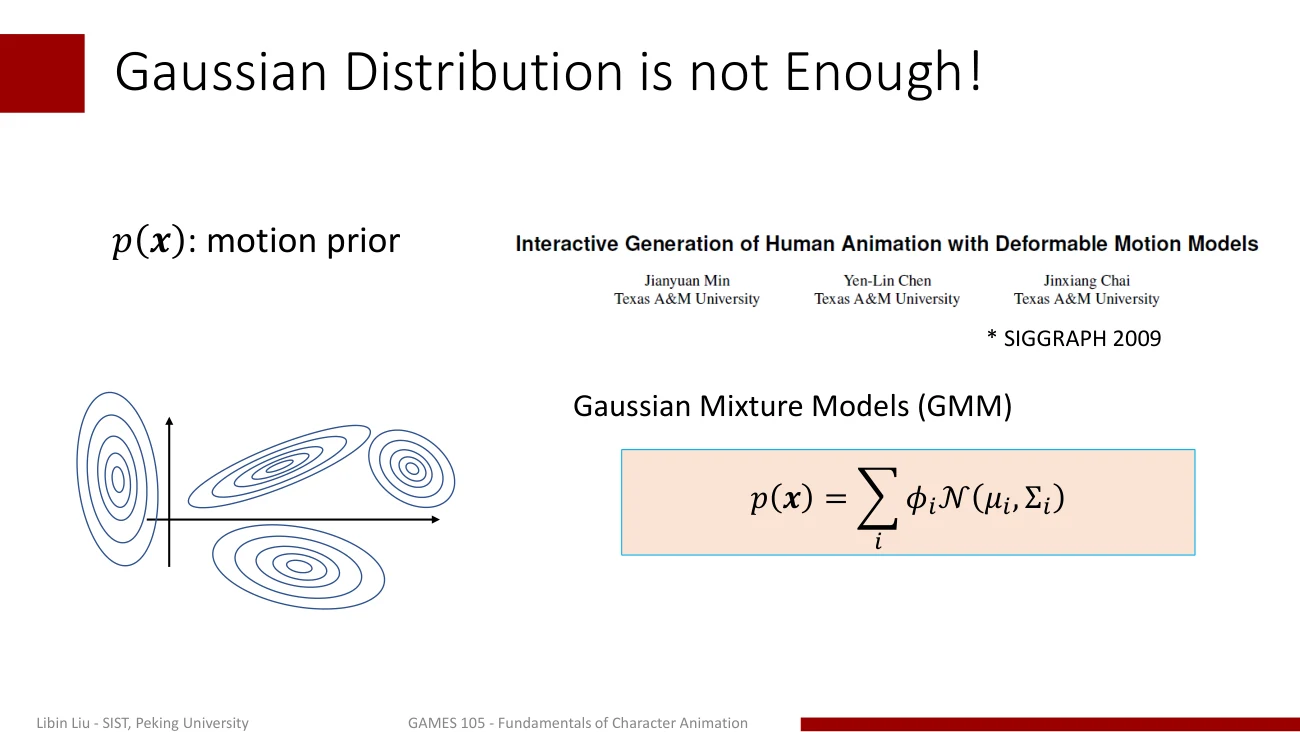 Gaussian Distribution is not Enough!
p(x): motion prior
Interactive Generation of Human Animation with Deformable Motion Models
Jianyuan Min Yen-Lin Chen Jinxiang Chai
Texas A&M University Texas A&M University Texas A&M University
* SIGGRAPH 2009
Gaussian Mixture Models (GMM)
p(x) = ∑ᵢ ϕᵢ𝒩(μᵢ, Σᵢ)
Libin Liu - SIST, Peking University GAMES 105 - Fundamentals of Character Animation